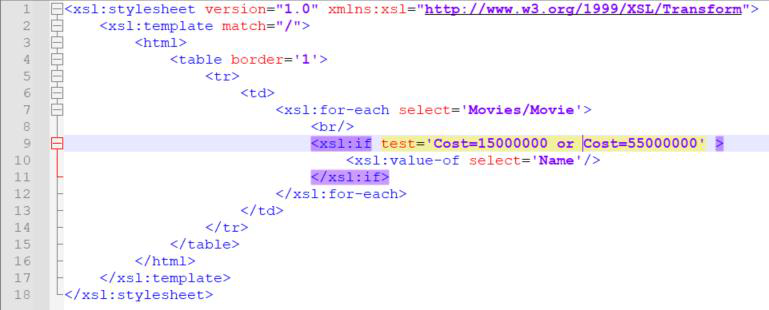 1 <xsl:stylesheet version="1.0" xmlns:xsl="http://www.w3.org/1999/XSL/Transform">
2     <xsl:template match="/">
3         <html>
4             <table border='1'>
5                 <tr>
6                     <td>
7                         <xsl:for-each select='Movies/Movie'>
8                             <br/>
9                             <xsl:if test='Cost=15000000 or Cost=55000000' >
10                                 <xsl:value-of select='Name'/>
11                             </xsl:if>
12                         </xsl:for-each>
13                     </td>
14                 </tr>
15             </table>
16         </html>
17     </xsl:template>
18 </xsl:stylesheet>